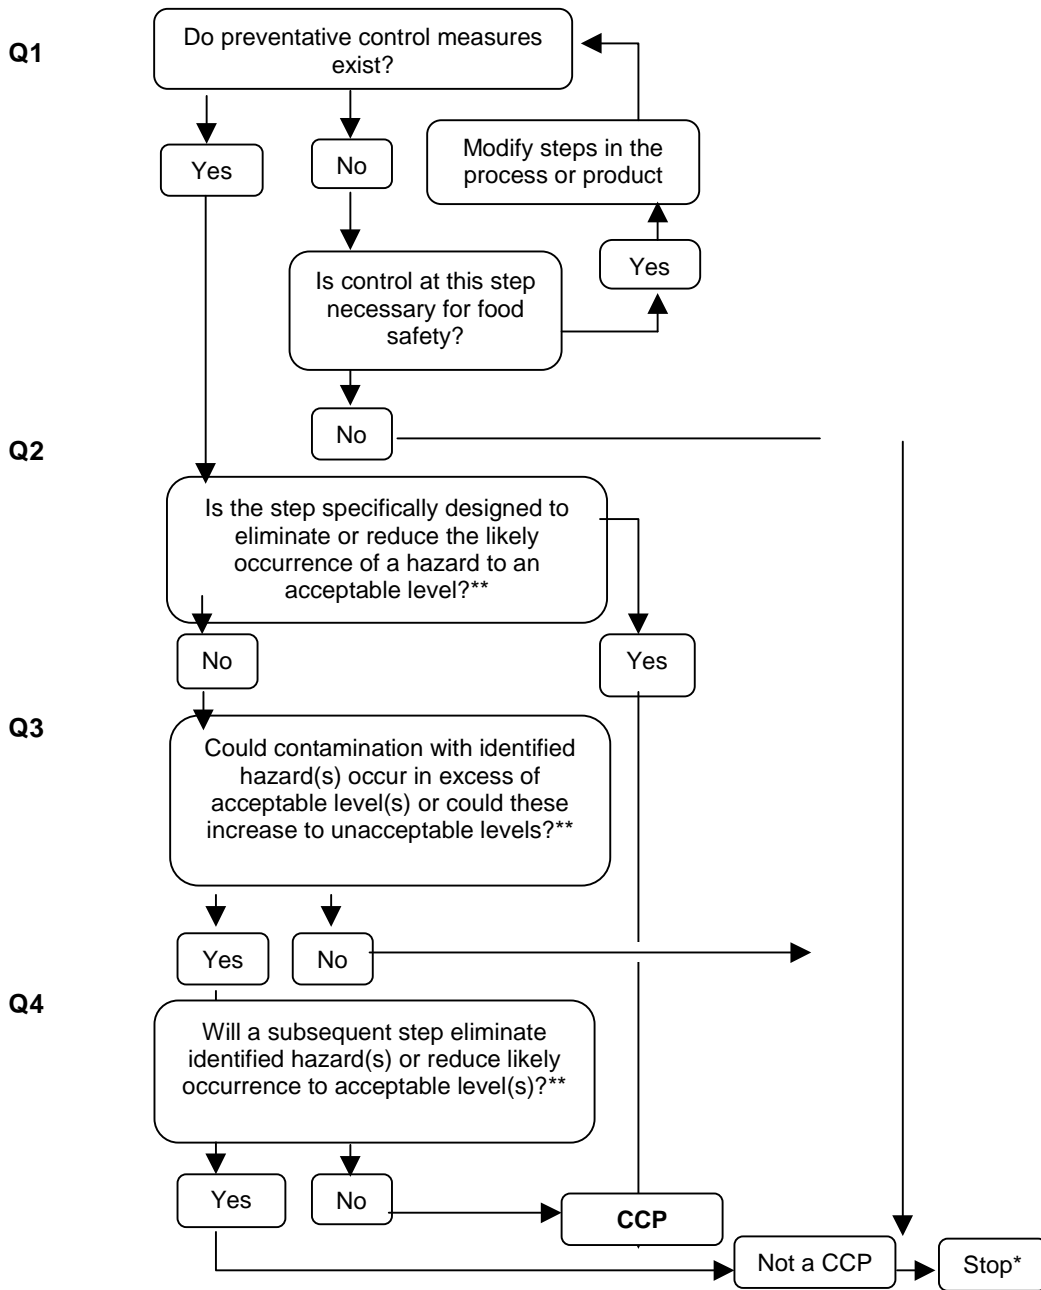 Q1
Do preventative control measures
exist?
Modify steps in the
process or product
Yes
No
Yes
Is control at this step
necessary for food
safety?
No
Q2
Is the step specifically designed to
eliminate or reduce the likely
occurrence of a hazard to an
acceptable level?**
No
Yes
Q3
Could contamination with identified
hazard(s) occur in excess of
acceptable level(s) or could these
increase to unacceptable levels?**
Yes
No
Q4
Will a subsequent step eliminate
identified hazard(s) or reduce likely
occurrence to acceptable level(s)?**
Yes
No
CCP
Not a CCP
Stop*